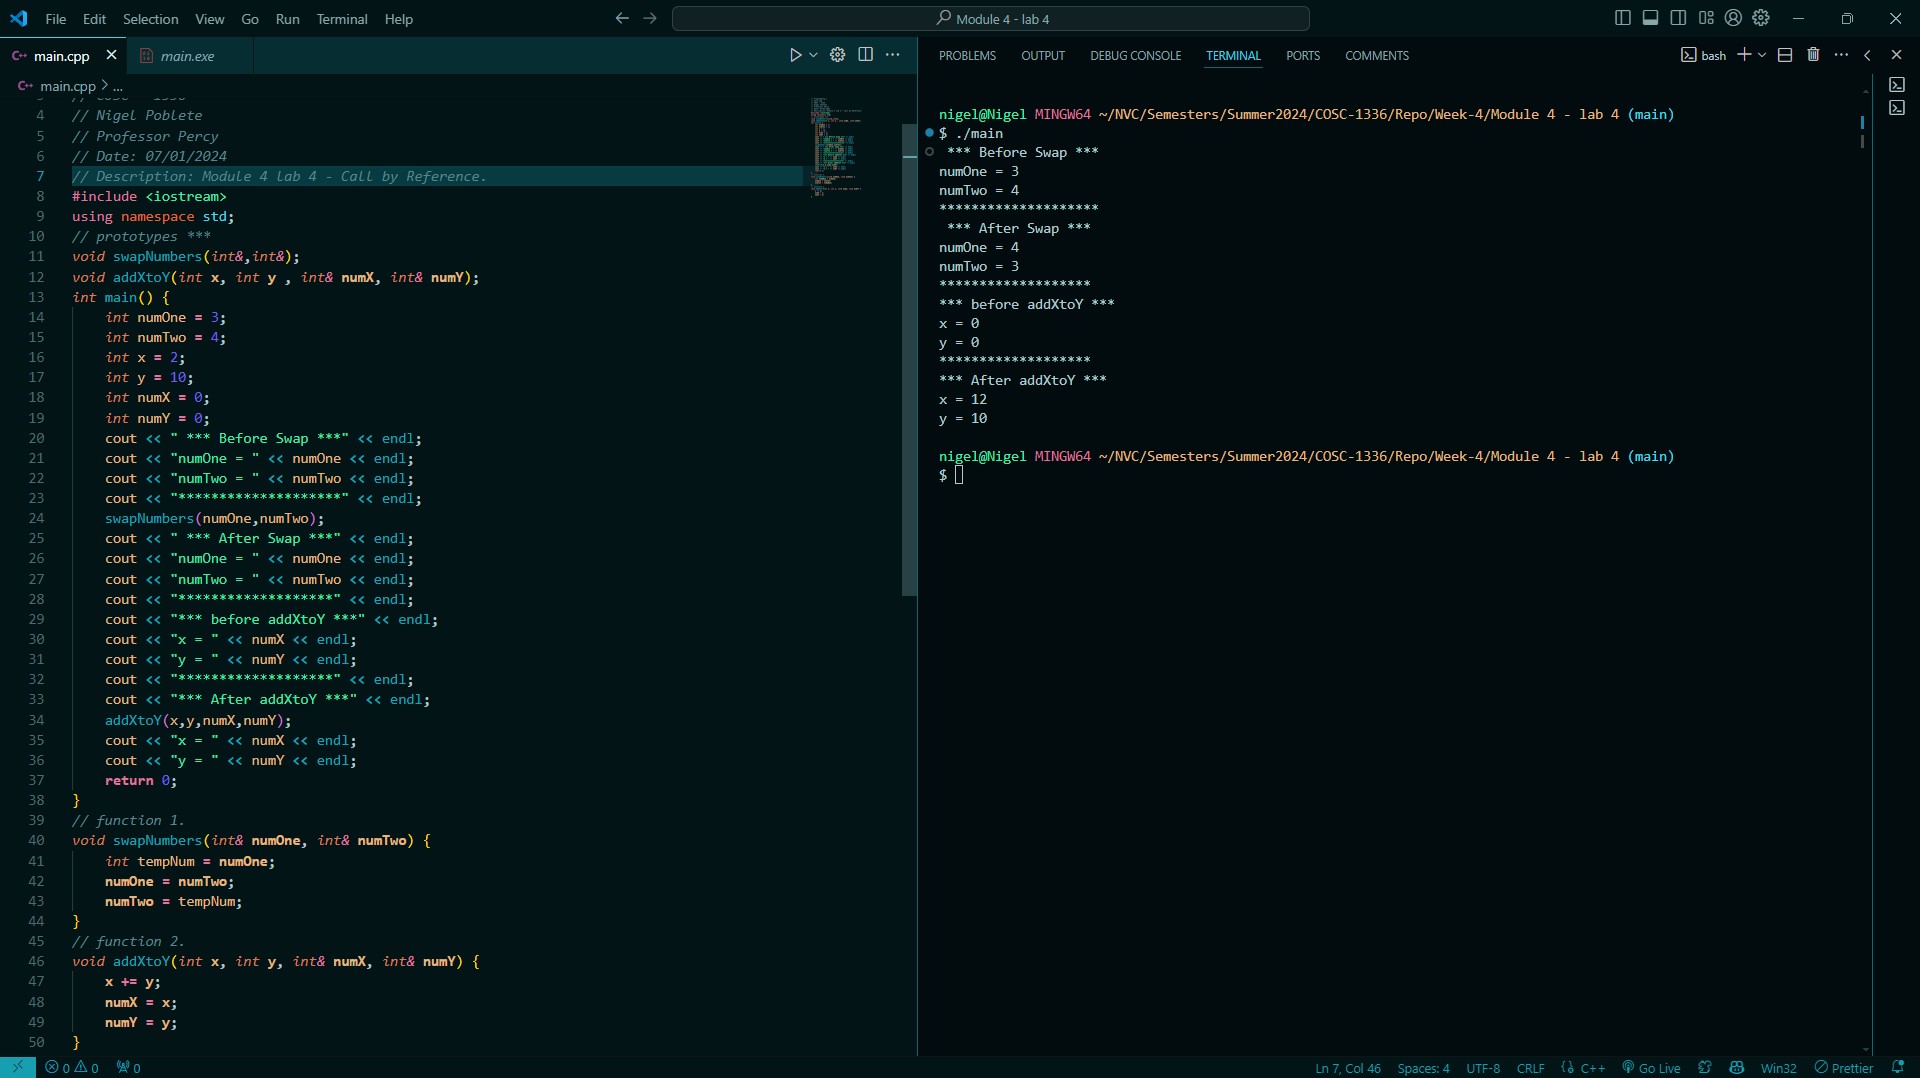 File Edit Selection View Go Run Terminal Help
Module 4 - lab 4
main.cpp
main.exe
main.cpp > ...
4 // Nigel Poblete
5 // Professor Percy
6 // Date: 07/01/2024
7 // Description: Module 4 lab 4 - Call by Reference.
8 #include <iostream>
9 using namespace std;
10 // prototypes ***
11 void swapNumbers(int&,int&);
12 void addXtoY(int x, int y , int& numX, int& numY);
13 int main() {
14 int numOne = 3;
15 int numTwo = 4;
16 int x = 2;
17 int y = 10;
18 int numX = 0;
19 int numY = 0;
20 cout << " *** Before Swap ***" << endl;
21 cout << "numOne = " << numOne << endl;
22 cout << "numTwo = " << numTwo << endl;
23 cout << "********************" << endl;
24 swapNumbers(numOne,numTwo);
25 cout << " *** After Swap ***" << endl;
26 cout << "numOne = " << numOne << endl;
27 cout << "numTwo = " << numTwo << endl;
28 cout << "*******************" << endl;
29 cout << "*** before addXtoY ***" << endl;
30 cout << "x = " << numX << endl;
31 cout << "y = " << numY << endl;
32 cout << "*******************" << endl;
33 cout << "*** After addXtoY ***" << endl;
34 addXtoY(x,y,numX,numY);
35 cout << "x = " << numX << endl;
36 cout << "y = " << numY << endl;
37 return 0;
38 }
39 // function 1.
40 void swapNumbers(int& numOne, int& numTwo) {
41 int tempNum = numOne;
42 numOne = numTwo;
43 numTwo = tempNum;
44 }
45 // function 2.
46 void addXtoY(int x, int y, int& numX, int& numY) {
47 x += y;
48 numX = x;
49 numY = y;
50 }
PROBLEMS OUTPUT DEBUG CONSOLE TERMINAL PORTS COMMENTS
bash
nigel@Nigel MINGW64 ~/NVC/Semesters/Summer2024/COSC-1336/Repo/Week-4/Module 4 - lab 4 (main)
$ ./main
*** Before Swap ***
numOne = 3
numTwo = 4
********************
*** After Swap ***
numOne = 4
numTwo = 3
*******************
*** before addXtoY ***
x = 0
y = 0
*******************
*** After addXtoY ***
x = 12
y = 10
nigel@Nigel MINGW64 ~/NVC/Semesters/Summer2024/COSC-1336/Repo/Week-4/Module 4 - lab 4 (main)
$
0 0 0
Ln 7, Col 46 Spaces: 4 UTF-8 CRLF C++ Go Live Win32 Prettier